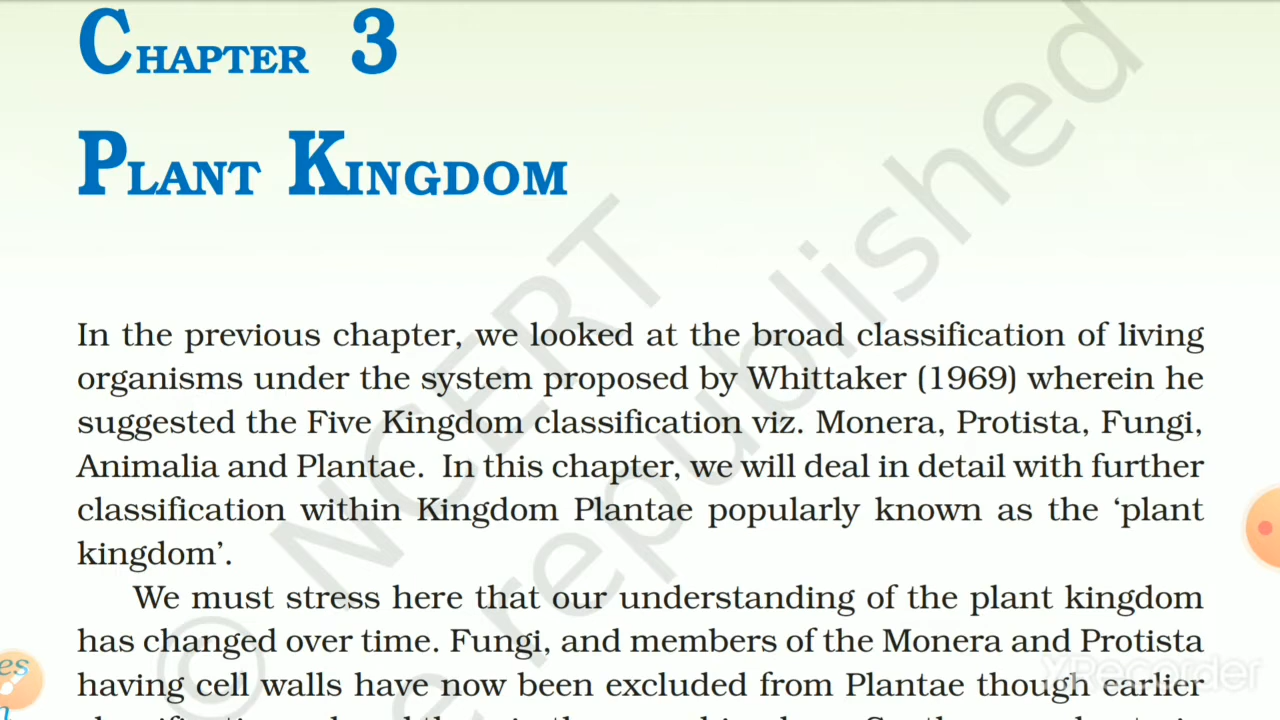 CHAPTER 3
PLANT KINGDOM
© NCERT
be republished
In the previous chapter, we looked at the broad classification of living
organisms under the system proposed by Whittaker (1969) wherein he
suggested the Five Kingdom classification viz. Monera, Protista, Fungi,
Animalia and Plantae. In this chapter, we will deal in detail with further
classification within Kingdom Plantae popularly known as the ‘plant
kingdom’.
We must stress here that our understanding of the plant kingdom
has changed over time. Fungi, and members of the Monera and Protista
having cell walls have now been excluded from Plantae though earlier
XRecorder